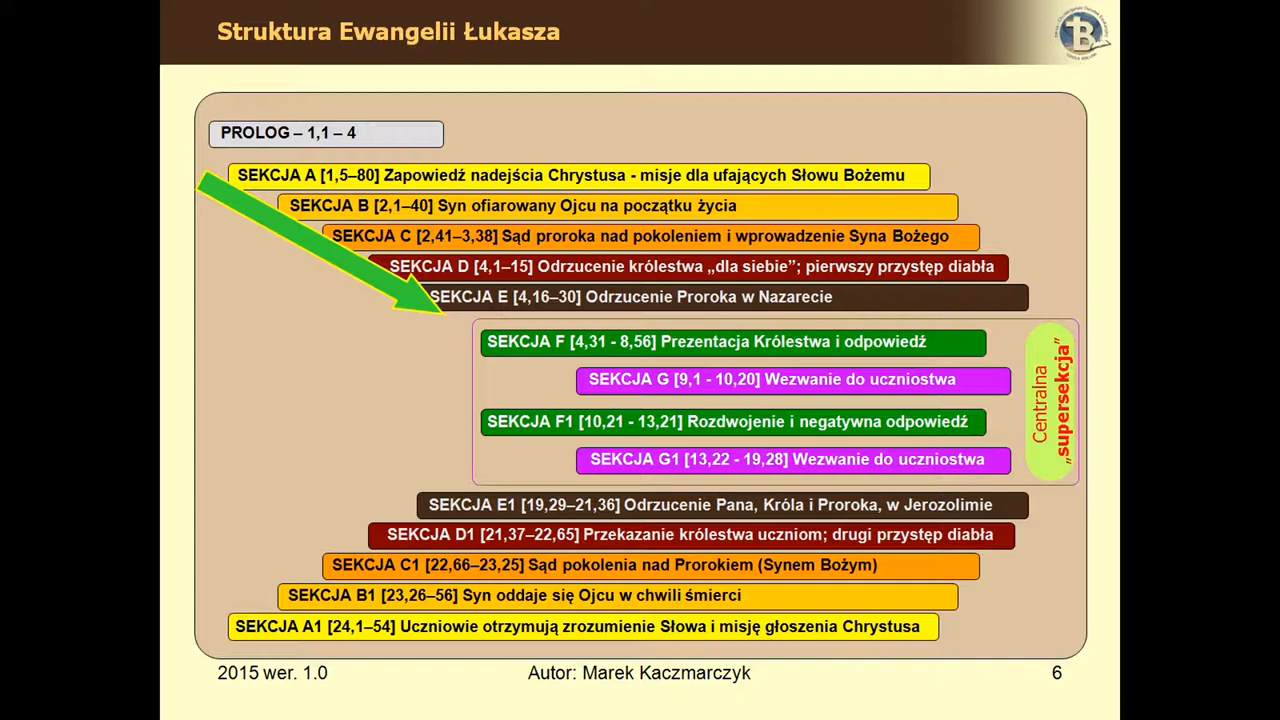 Struktura Ewangelii Łukasza
PROLOG – 1,1 – 4
SEKCJA A [1,5–80] Zapowiedź nadejścia Chrystusa - misje dla ufających Słowu Bożemu
SEKCJA B [2,1–40] Syn ofiarowany Ojcu na początku życia
SEKCJA C [2,41–3,38] Sąd proroka nad pokoleniem i wprowadzenie Syna Bożego
SEKCJA D [4,1–15] Odrzucenie królestwa „dla siebie”; pierwszy przystęp diabła
SEKCJA E [4,16–30] Odrzucenie Proroka w Nazarecie
SEKCJA F [4,31 - 8,56] Prezentacja Królestwa i odpowiedź
SEKCJA G [9,1 - 10,20] Wezwanie do uczniostwa
SEKCJA F1 [10,21 - 13,21] Rozdwojenie i negatywna odpowiedź
SEKCJA G1 [13,22 - 19,28] Wezwanie do uczniostwa
Centralna
„supersekcja”
SEKCJA E1 [19,29–21,36] Odrzucenie Pana, Króla i Proroka, w Jerozolimie
SEKCJA D1 [21,37–22,65] Przekazanie królestwa uczniom; drugi przystęp diabła
SEKCJA C1 [22,66–23,25] Sąd pokolenia nad Prorokiem (Synem Bożym)
SEKCJA B1 [23,26–56] Syn oddaje się Ojcu w chwili śmierci
SEKCJA A1 [24,1–54] Uczniowie otrzymują zrozumienie Słowa i misję głoszenia Chrystusa
2015 wer. 1.0
Autor: Marek Kaczmarczyk
6